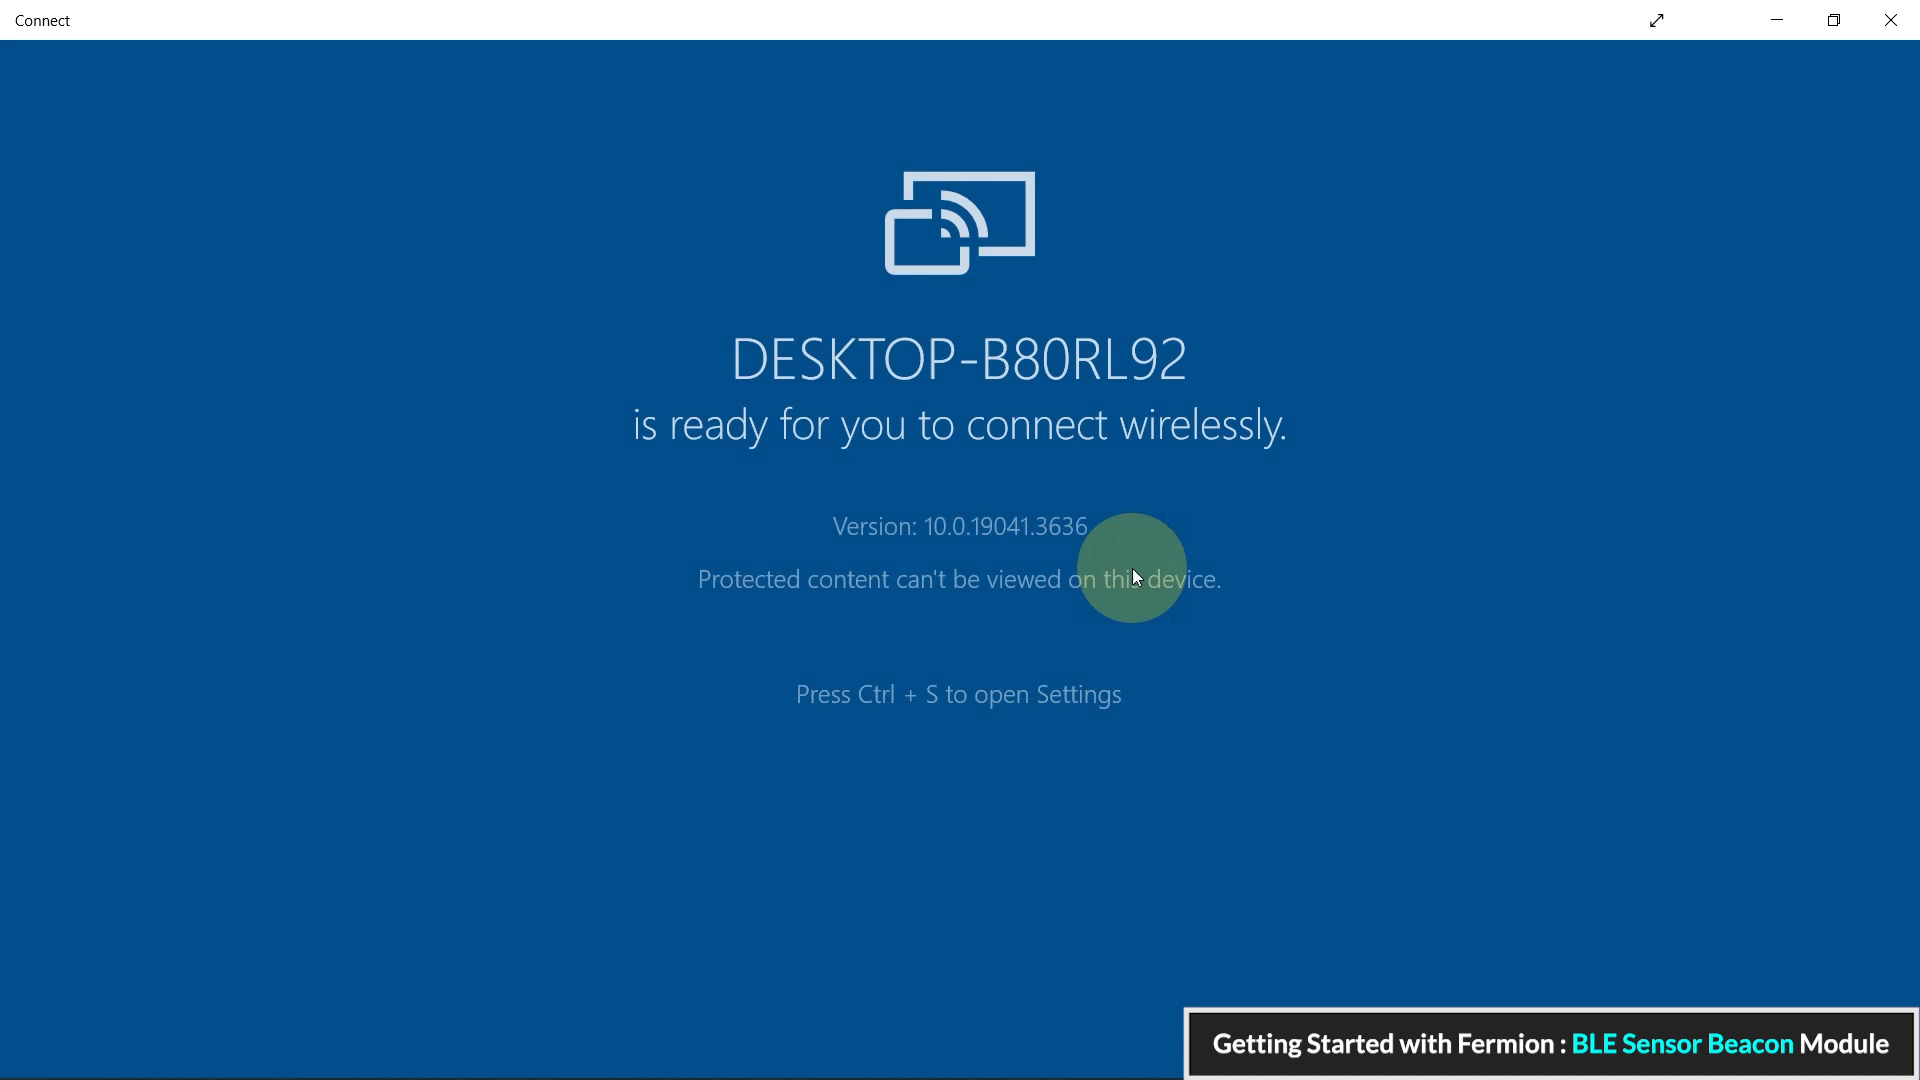 Connect
DESKTOP-B80RL92
is ready for you to connect wirelessly.
Version: 10.0.19041.3636
Protected content can't be viewed on this device.
Press Ctrl + S to open Settings
Getting Started with Fermion : BLE Sensor Beacon Module